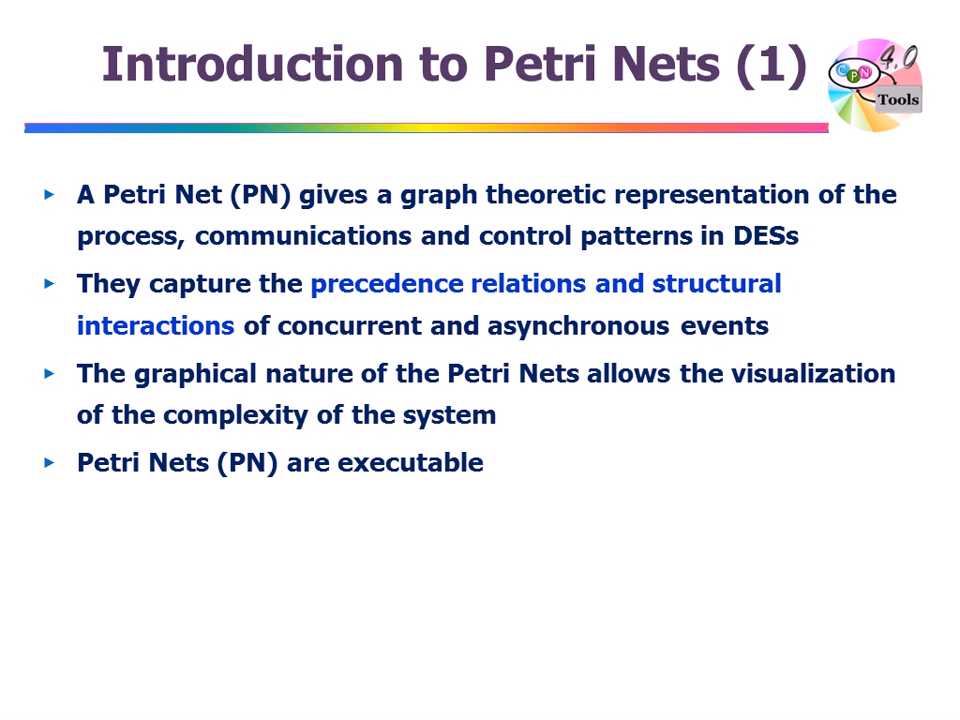 Introduction to Petri Nets (1)
4.0
CPN
Tools
A Petri Net (PN) gives a graph theoretic representation of the
process, communications and control patterns in DESs
They capture the precedence relations and structural
interactions of concurrent and asynchronous events
The graphical nature of the Petri Nets allows the visualization
of the complexity of the system
Petri Nets (PN) are executable